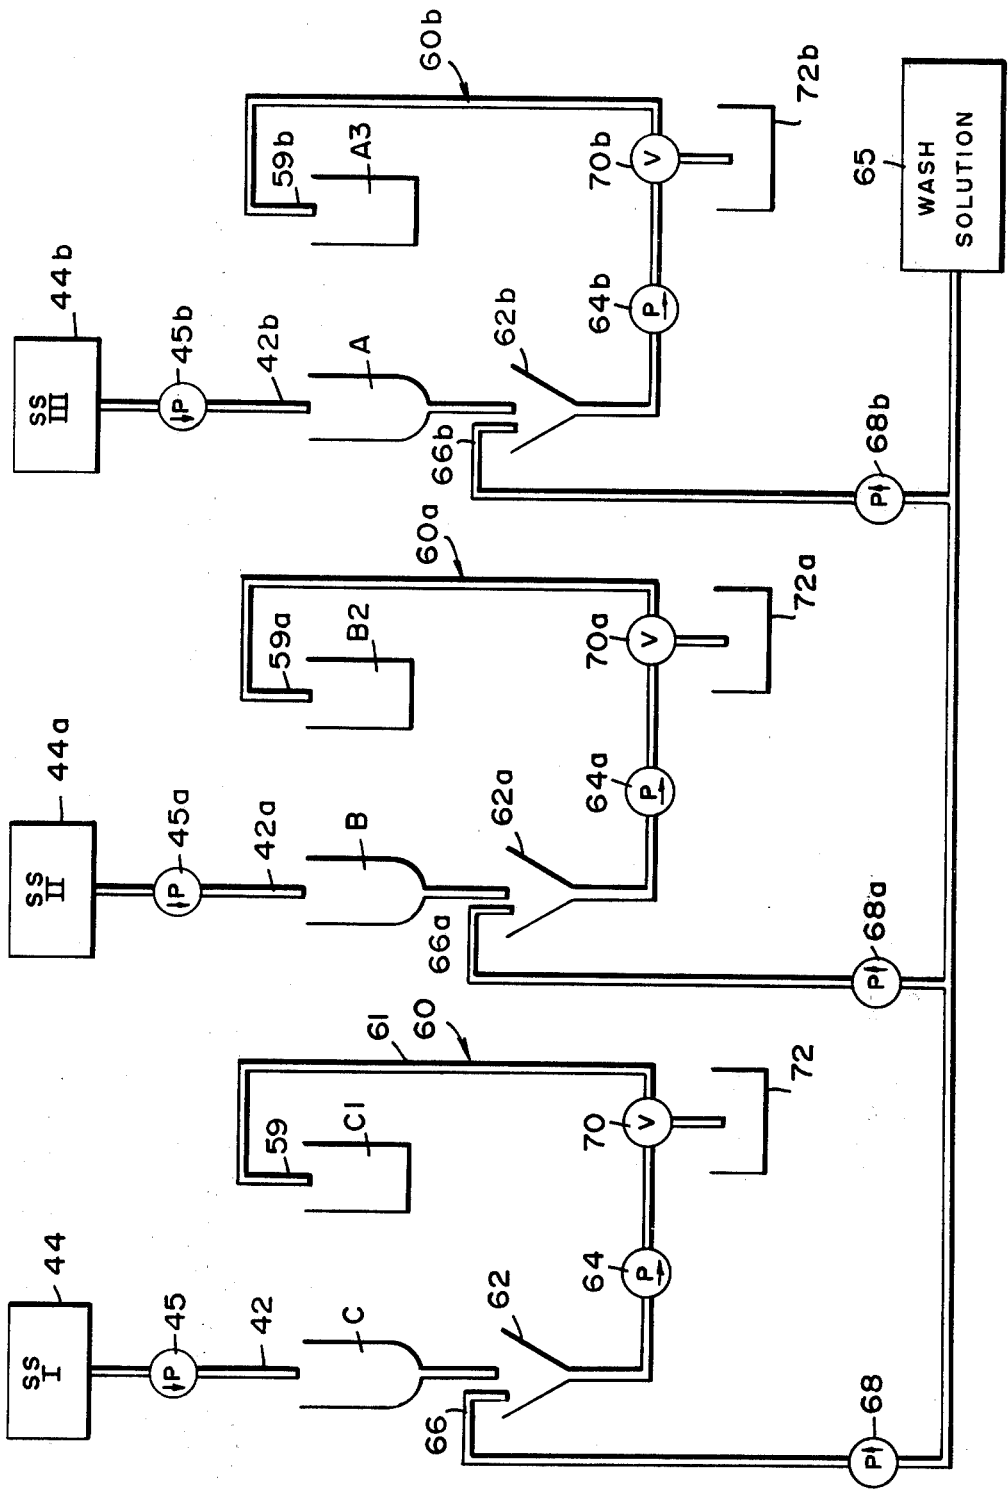 SS
I
44
P
45
42
C
59
C1
61
60
62
66
64
P
70
V
72
P
68
SS
II
44a
P
45a
42a
B
59a
B2
60a
62a
66a
64a
P
70a
V
72a
P
68a
SS
III
44b
P
45b
42b
A
59b
A3
60b
62b
66b
64b
P
70b
V
72b
P
68b
65
WASH
SOLUTION